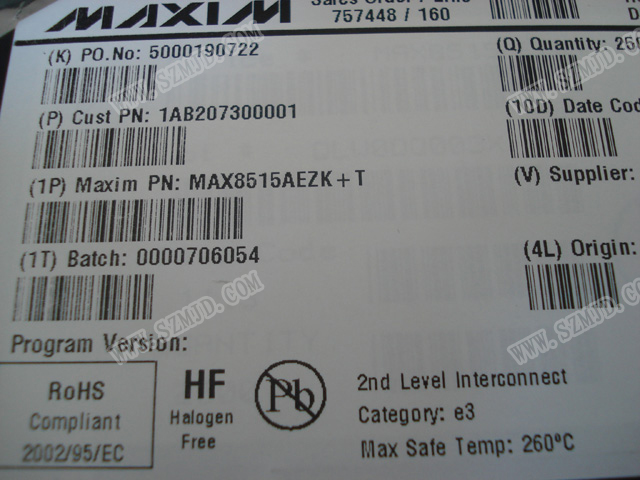 MAXIM
757448 / 160
(K) PO.No: 5000190722
(Q) Quantity:
(P) Cust PN: 1AB207300001
(10D) Date
(1P) Maxim PN: MAX8515AEZK+T
(V) Supplier:
(1T) Batch: 0000706054
(4L) Origin:
Program Version:
RoHS
Compliant
2002/95/EC
HF
Halogen
Free
Pb
2nd Level Interconnect
Category: e3
Max Safe Temp: 260ºC
WWW.SZMJD.COM
WWW.SZMJD.COM
WWW.SZMJD.COM
WWW.SZMJD.COM